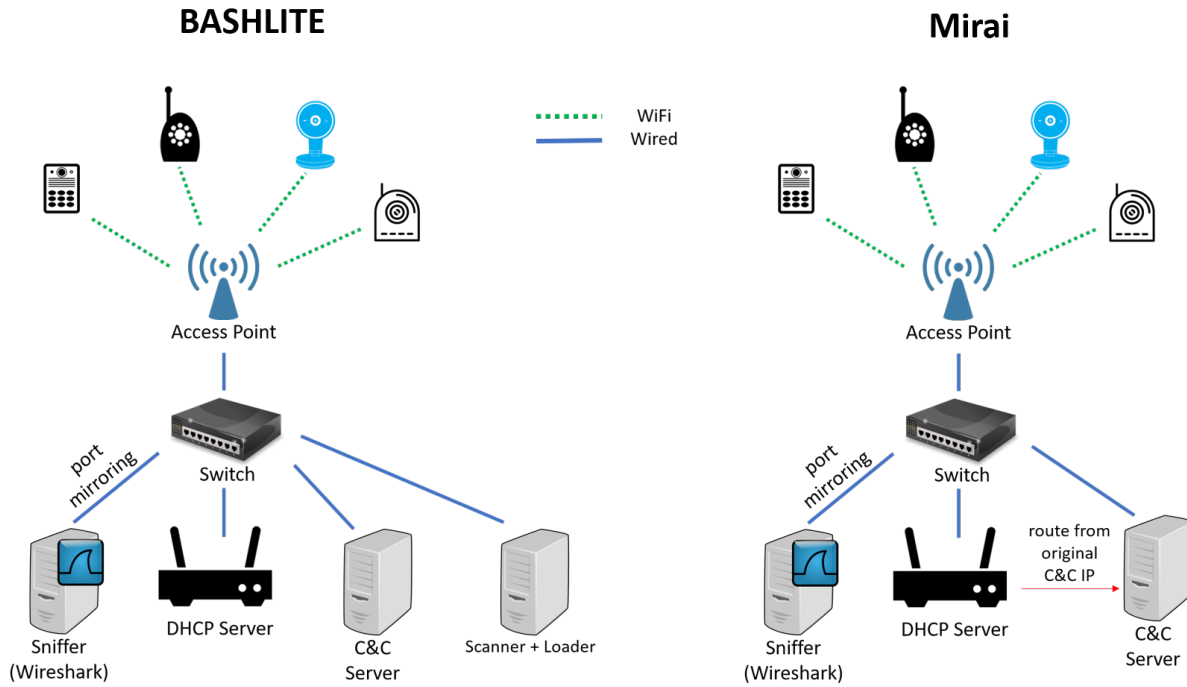 BASHLITE
WiFi
Wired
Access Point
Switch
port
mirroring
Sniffer
(Wireshark)
DHCP Server
C&C
Server
Scanner + Loader
Mirai
Access Point
Switch
port
mirroring
route from
original
C&C IP
Sniffer
(Wireshark)
DHCP Server
C&C
Server